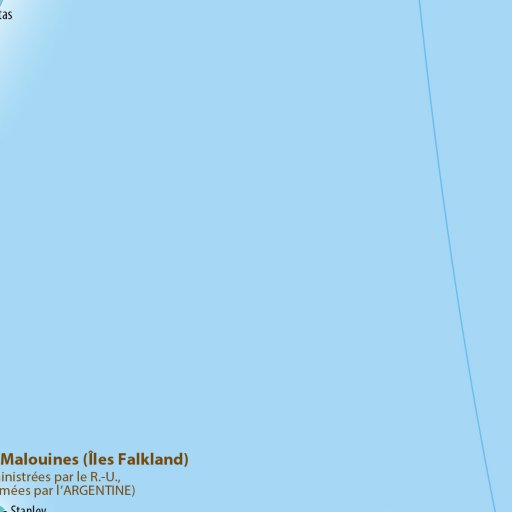 tas
Malouines (Îles Falkland)
inistrées par le R.-U.,
mées par l'ARGENTINE)
Stanley